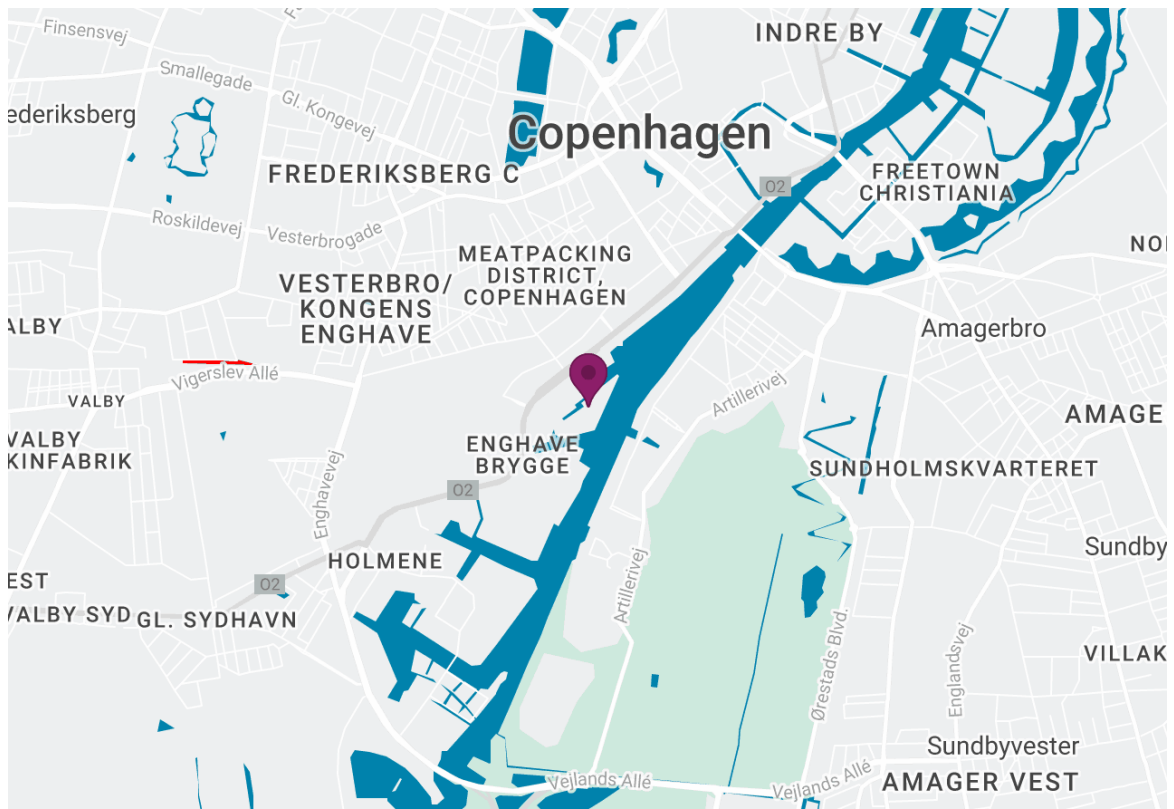 Finsensvej
INDRE BY
Smallegade
Gl. Kongevej
ederiksberg
Copenhagen
FREDERIKSBERG C
FREETOWN
CHRISTIANIA
O2
Roskildevej
Vesterbrogade
MEATPACKING
DISTRICT,
COPENHAGEN
VESTERBRO/
KONGENS
ENGHAVE
ALBY
Amagerbro
Vigerslev Allé
VALBY
Artillerivej
AMAGE
VALBY
KINFABRIK
ENGHAVE
BRYGGE
SUNDHOLMSKVARTERET
Enghavevej
O2
Sundby
HOLMENE
EST
O2
Artillerivej
VALBY SYD
GL. SYDHAVN
Ørestads Blvd.
Englandsvej
VILLAK
Sundbyvester
Vejlands Allé
Vejlands Allé
AMAGER VEST